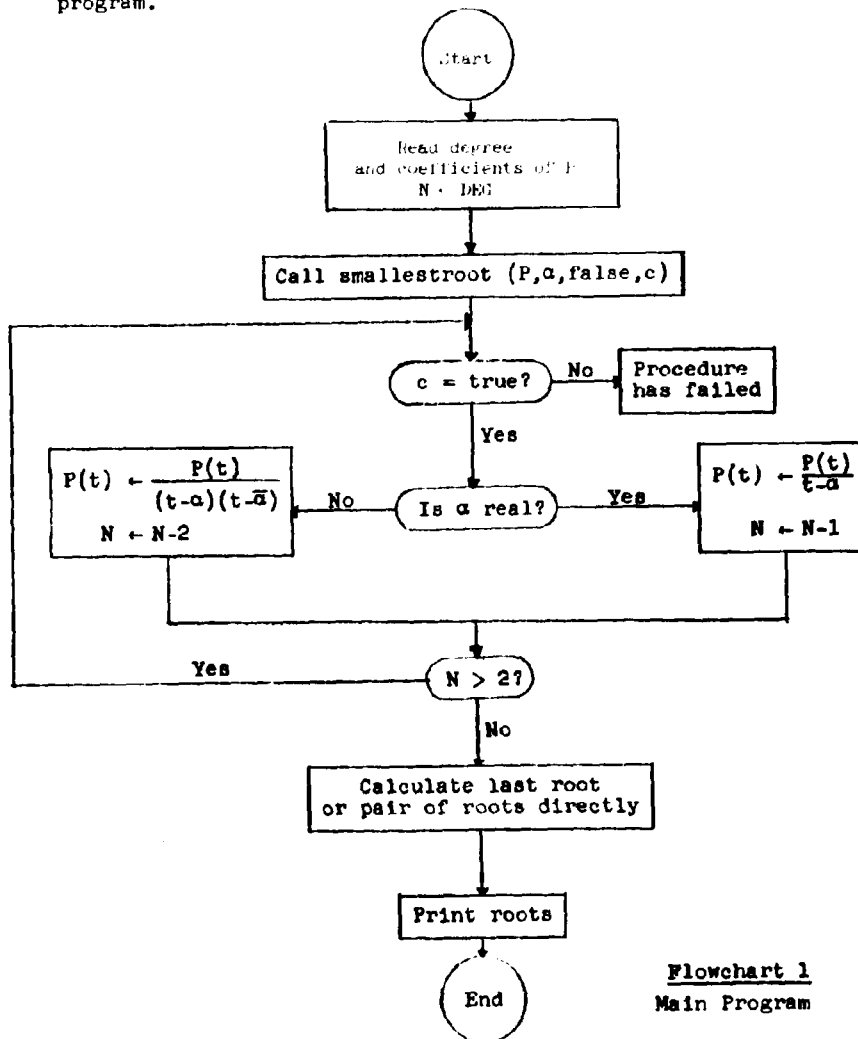 program.
Start
Read degree
and coefficients of P
N ← DEG
Call smallestroot (P,α,false,c)
c = true?
No
Procedure
has failed
Yes
P(t) ← P(t) / (t-α)(t-α̅)
N ← N-2
No
Is α real?
Yes
P(t) ← P(t) / t-α
N ← N-1
Yes
N > 2?
No
Calculate last root
or pair of roots directly
Print roots
End
Flowchart 1
Main Program